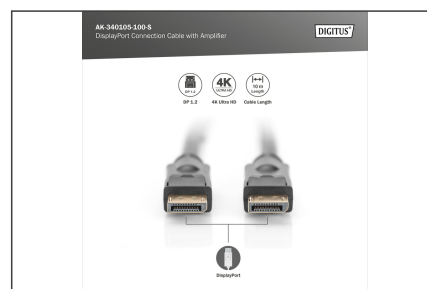 AK-340105-100-S
DisplayPort Connection Cable with Amplifier
DIGITUS®
DP 1.2
4K
ULTRA HD
10 m
Length
DP 1.2
4K Ultra HD
Cable Length
DisplayPort